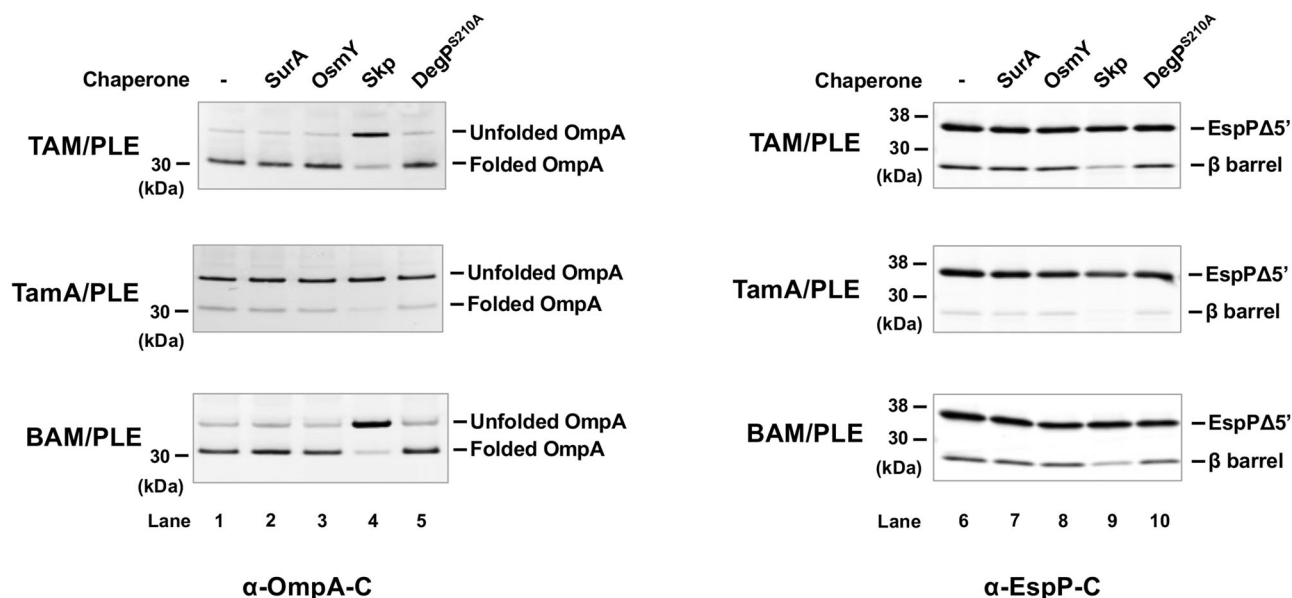 Chaperone - SurA OsmY Skp DegP^S210A
TAM/PLE
Unfolded OmpA
30
Folded OmpA
(kDa)
TamA/PLE
Unfolded OmpA
30
Folded OmpA
(kDa)
BAM/PLE
Unfolded OmpA
30
Folded OmpA
(kDa)
Lane 1 2 3 4 5
α-OmpA-C
Chaperone - SurA OsmY Skp DegP^S210A
TAM/PLE
38
EspPΔ5’
30
β barrel
(kDa)
TamA/PLE
38
EspPΔ5’
30
β barrel
(kDa)
BAM/PLE
38
EspPΔ5’
30
β barrel
(kDa)
Lane 6 7 8 9 10
α-EspP-C